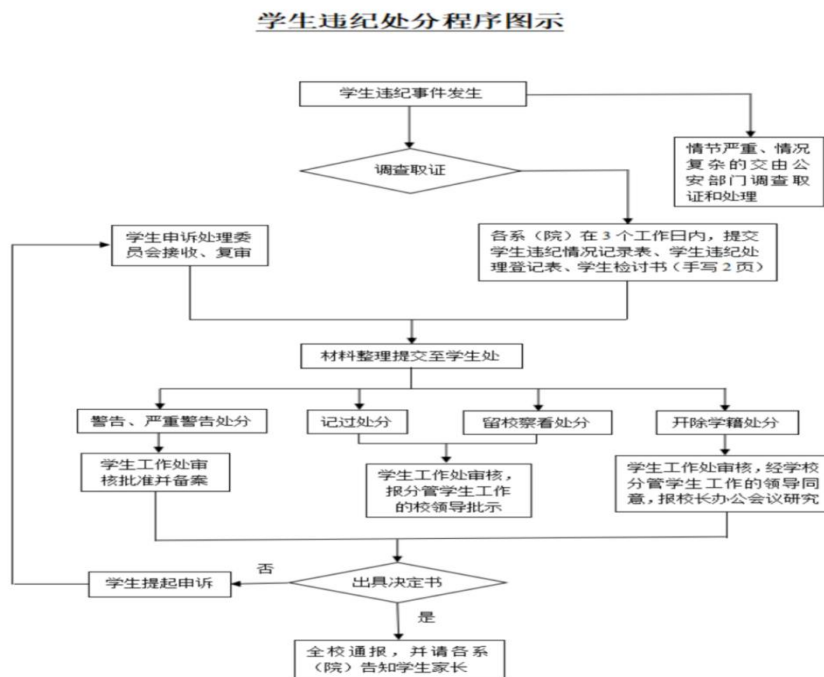 学生违纪处分程序图示
学生违纪事件发生
情节严重、情况
复杂的交由公
安部门调查取
证和处理
调查取证
学生申诉处理委
员会接收、复审
各系（院）在 3 个工作日内，提交
学生违纪情况记录表、学生违纪处
理登记表、学生检讨书（手写 2 页）
材料整理提交至学生处
警告、严重警告处分
记过处分
留校察看处分
开除学籍处分
学生工作处审
核批准并备案
学生工作处审核，
报分管学生工作
的校领导批示
学生工作处审核，经学校
分管学生工作的领导同
意，报校长办公会议研究
学生提起申诉
否
出具决定书
是
全校通报，并请各系
（院）告知学生家长